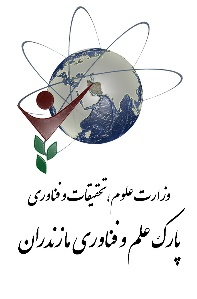 وزارت علوم، تحقیقات و فناوری
پارک علم و فناوری مازندران